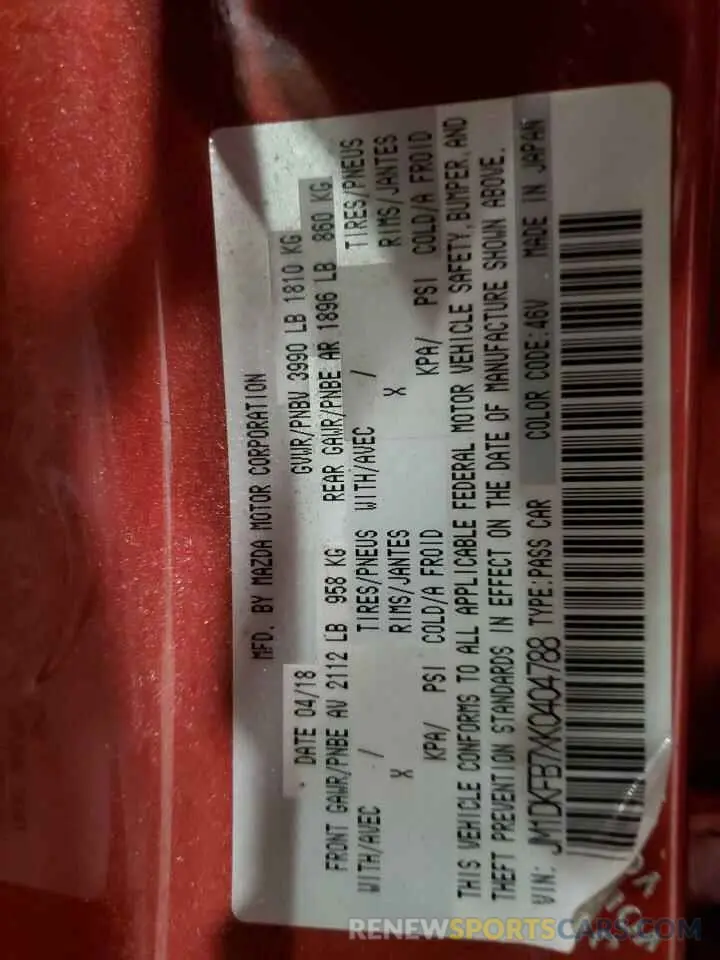 MFD. BY MAZDA MOTOR CORPORATION
DATE 04/18 GVWR/PNBV 3990 LB 1810 KG
FRONT GAWR/PNBE AV 2112 LB 958 KG REAR GAWR/PNBE AR 1896 LB 860 KG
WITH/AVEC / TIRES/PNEUS WITH/AVEC / TIRES/PNEUS
X RIMS/JANTES X RIMS/JANTES
KPA/ PSI COLD/A FROID KPA/ PSI COLD/A FROID
THIS VEHICLE CONFORMS TO ALL APPLICABLE FEDERAL MOTOR VEHICLE SAFETY, BUMPER, AND
THEFT PREVENTION STANDARDS IN EFFECT ON THE DATE OF MANUFACTURE SHOWN ABOVE.
VIN: JM1DKFB7XK0404788 TYPE:PASS CAR COLOR CODE:46V MADE IN JAPAN
RENEWSPORTSCARS.COM